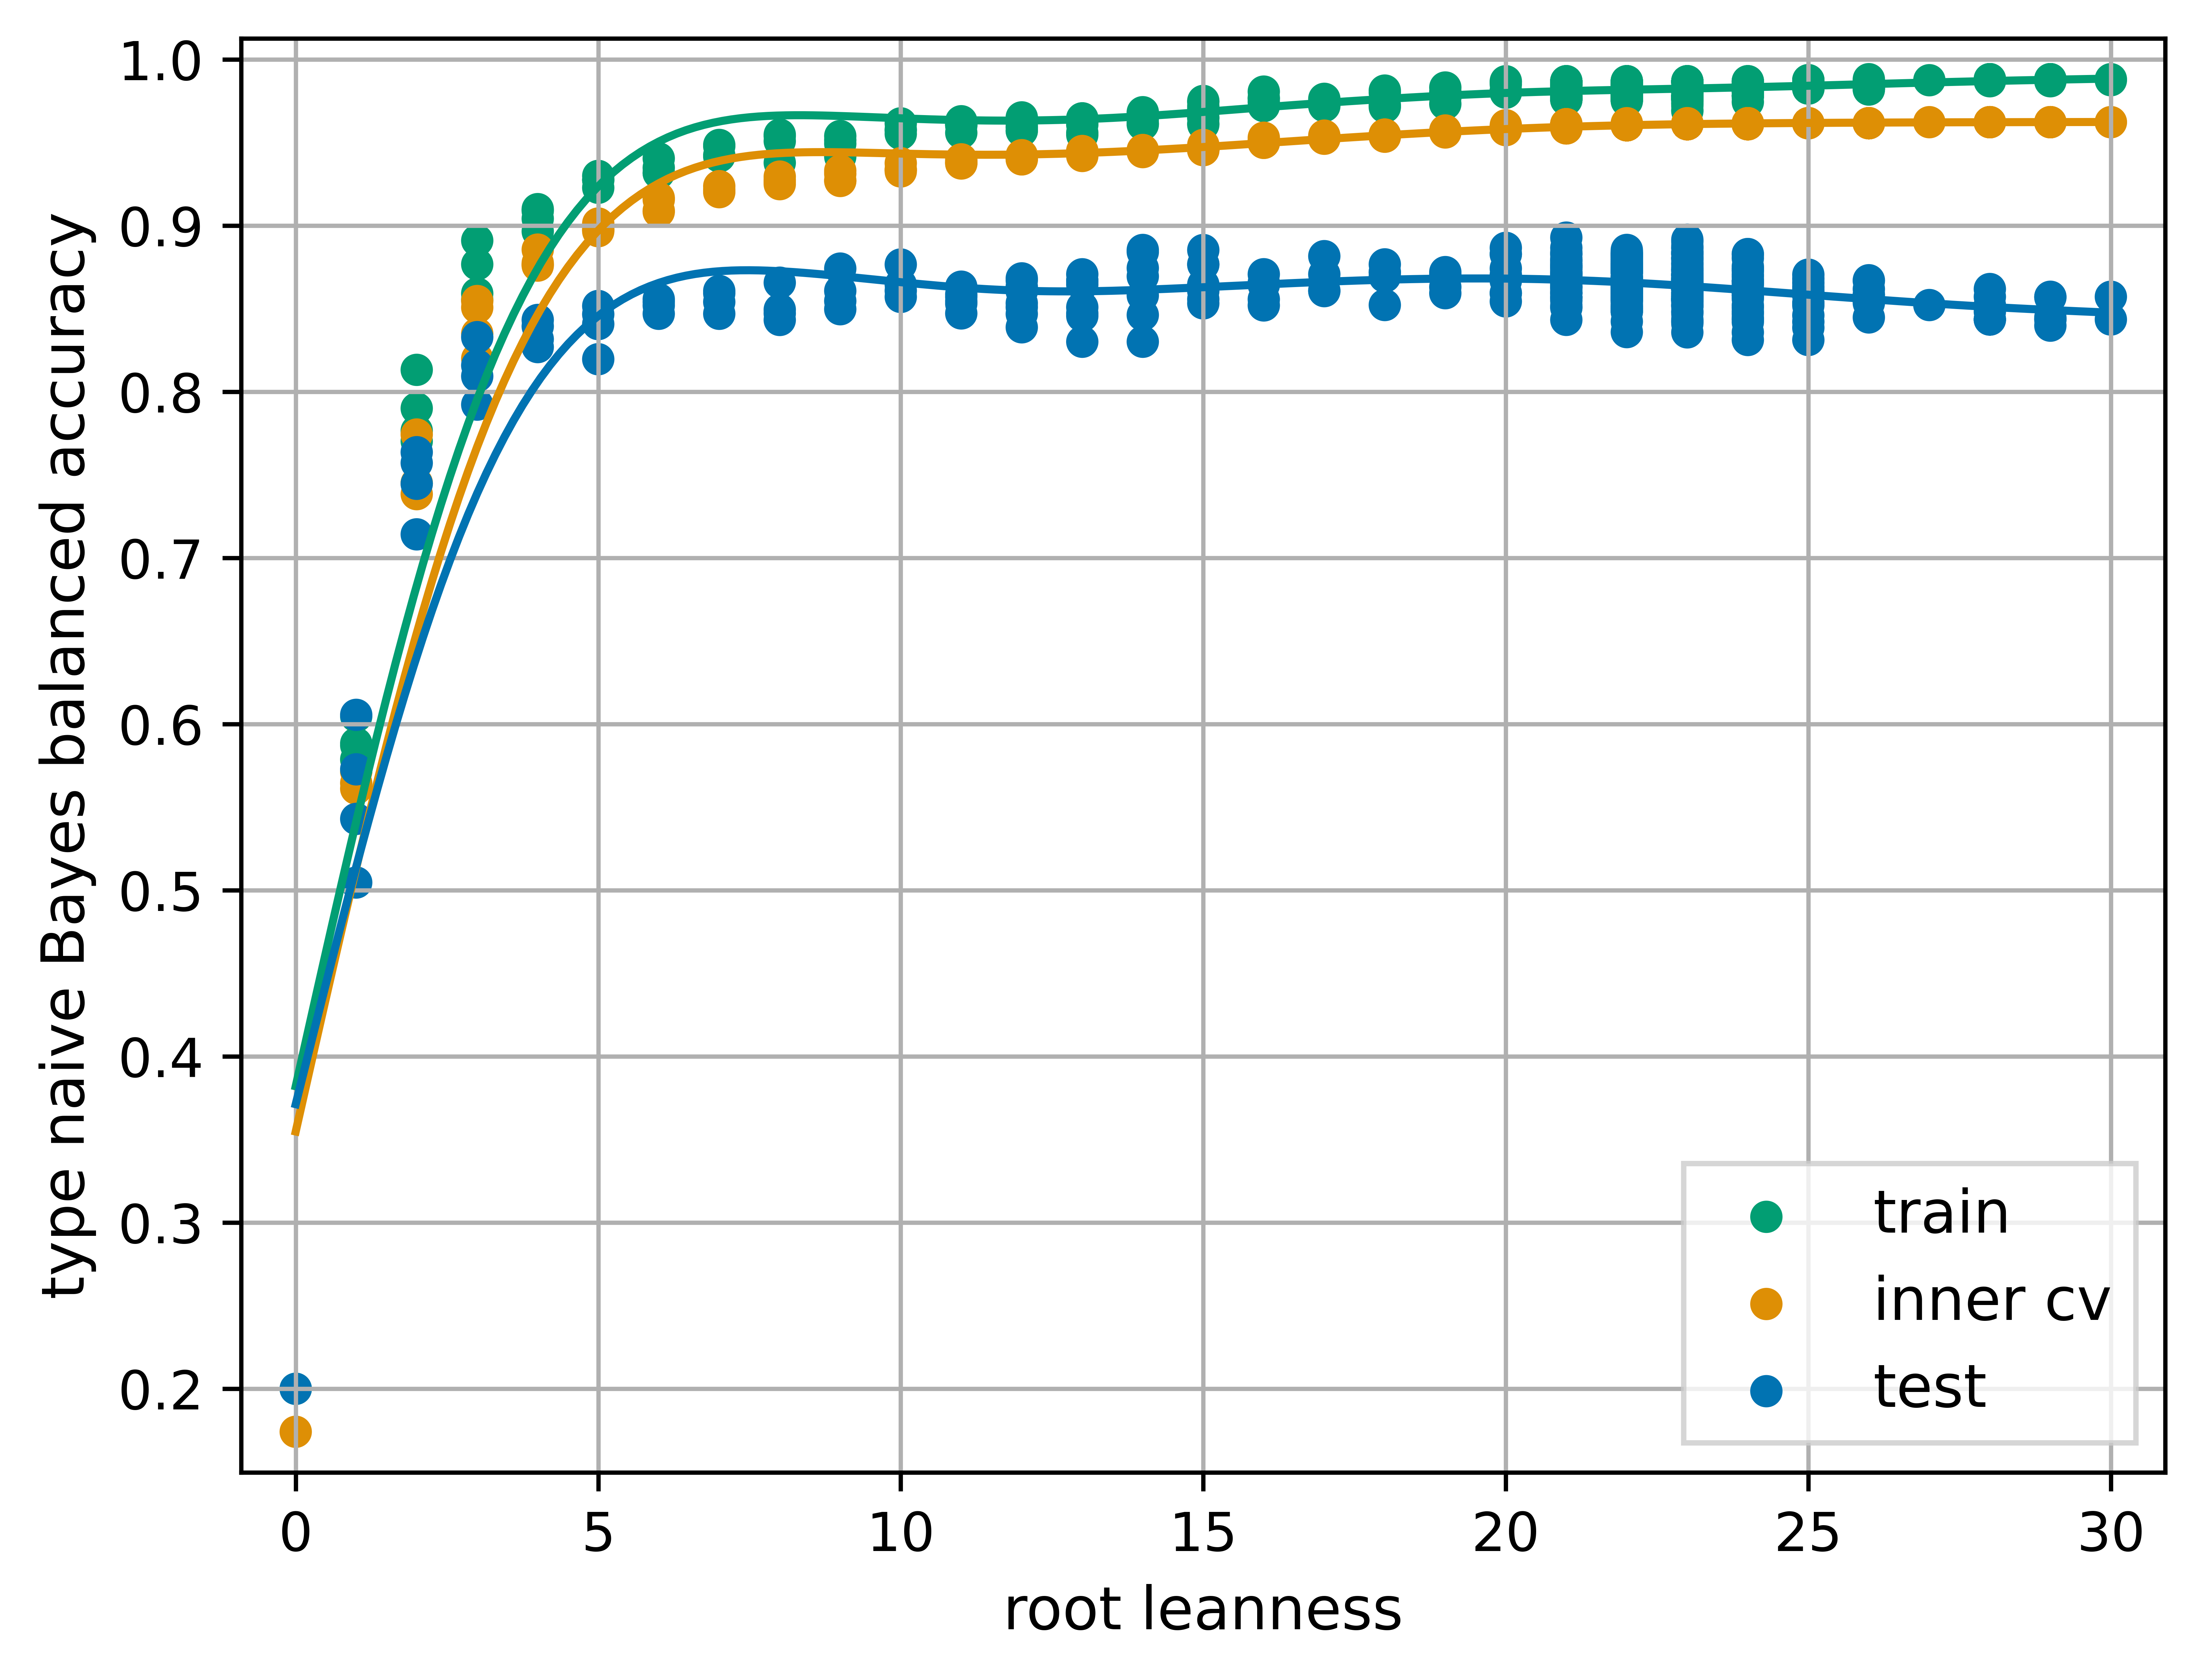 type naive Bayes balanced accuracy
1.0
0.9
0.8
0.7
0.6
0.5
0.4
0.3
0.2
train
inner cv
test
0 5 10 15 20 25 30
root leanness